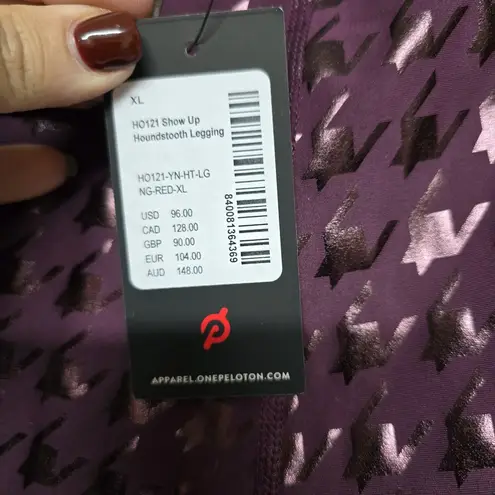 XL
HO121 Show Up
Houndstooth Legging
HO121-YN-HT-LG
NG-RED-XL
USD 96.00
CAD 128.00
GBP 90.00
EUR 104.00
AUD 148.00
840081364369
APPAREL.ONEPELOTON.COM